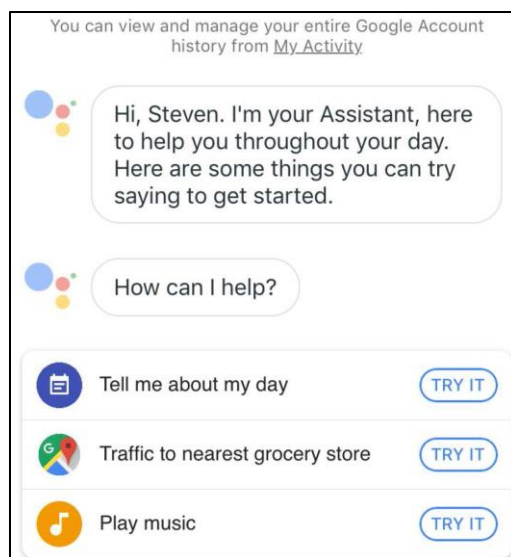 You can view and manage your entire Google Account
history from My Activity
Hi, Steven. I'm your Assistant, here
to help you throughout your day.
Here are some things you can try
saying to get started.
How can I help?
Tell me about my day
TRY IT
G
Traffic to nearest grocery store
TRY IT
Play music
TRY IT